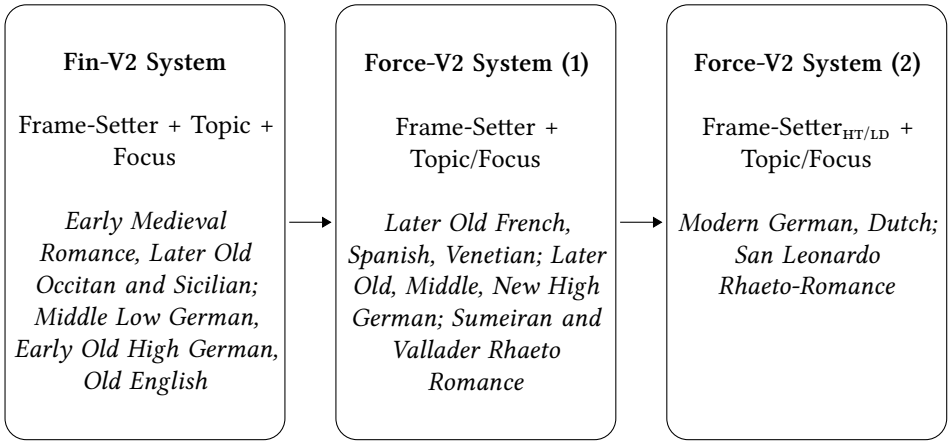 Fin-V2 System
Frame-Setter + Topic +
Focus
Early Medieval
Romance, Later Old
Occitan and Sicilian;
Middle Low German,
Early Old High German,
Old English
Force-V2 System (1)
Frame-Setter +
Topic/Focus
Later Old French,
Spanish, Venetian; Later
Old, Middle, New High
German; Sumeiran and
Vallader Rhaeto
Romance
Force-V2 System (2)
Frame-Setter_HT/LD +
Topic/Focus
Modern German, Dutch;
San Leonardo
Rhaeto-Romance